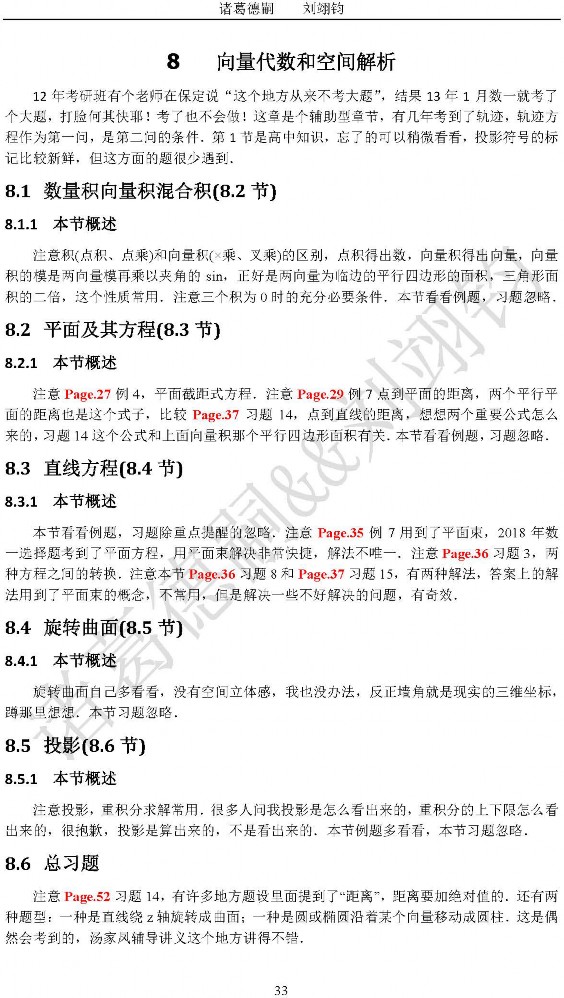 诸葛德嗣 刘翊钧
8 向量代数和空间解析
12 年考研班有个老师在保定说“这个地方从来不考大题”，结果 13 年 1 月数一就考了
个大题，打脸何其快耶！考了也不会做！这章是个辅助型章节，有几年考到了轨迹，轨迹方
程作为第一问，是第二问的条件．第 1 节是高中知识，忘了的可以稍微看看，投影符号的标
记比较新鲜，但这方面的题很少遇到．
8.1 数量积向量积混合积(8.2 节)
8.1.1 本节概述
注意积(点积、点乘)和向量积(×乘、叉乘)的区别，点积得出数，向量积得出向量，向量
积的模是两向量模再乘以夹角的 sin，正好是两向量为临边的平行四边形的面积，三角形面
积的二倍，这个性质常用．注意三个积为 0 时的充分必要条件．本节看看例题，习题忽略．
8.2 平面及其方程(8.3 节)
8.2.1 本节概述
注意 Page.27 例 4，平面截距式方程．注意 Page.29 例 7 点到平面的距离，两个平行平
面的距离也是这个式子，比较 Page.37 习题 14，点到直线的距离，想想两个重要公式怎么
来的，习题 14 这个公式和上面向量积那个平行四边形面积有关．本节看看例题，习题忽略．
8.3 直线方程(8.4 节)
8.3.1 本节概述
本节看看例题，习题除重点提醒的忽略．注意 Page.35 例 7 用到了平面束，2018 年数
一选择题考到了平面方程，用平面束解决非常快捷，解法不唯一．注意 Page.36 习题 3，两
种方程之间的转换．注意本节 Page.36 习题 8 和 Page.37 习题 15，有两种解法，答案上的解
法用到了平面束的概念，不常用，但是解决一些不好解决的问题，有奇效．
8.4 旋转曲面(8.5 节)
8.4.1 本节概述
旋转曲面自己多看看，没有空间立体感，我也没办法，反正墙角就是现实的三维坐标，
蹲那里想想．本节习题忽略．
8.5 投影(8.6 节)
8.5.1 本节概述
注意投影，重积分求解常用．很多人问我投影是怎么看出来的，重积分的上下限怎么看
出来的，很抱歉，投影是算出来的，不是看出来的．本节例题多看看，本节习题忽略．
8.6 总习题
注意 Page.52 习题 14，有许多地方题设里面提到了“距离”，距离要加绝对值的．还有两
种题型：一种是直线绕 z 轴旋转成曲面；一种是圆或椭圆沿着某个向量移动成圆柱．这是偶
然会考到的，汤家凤辅导讲义这个地方讲得不错．
33
诸葛德嗣&&刘翊钧